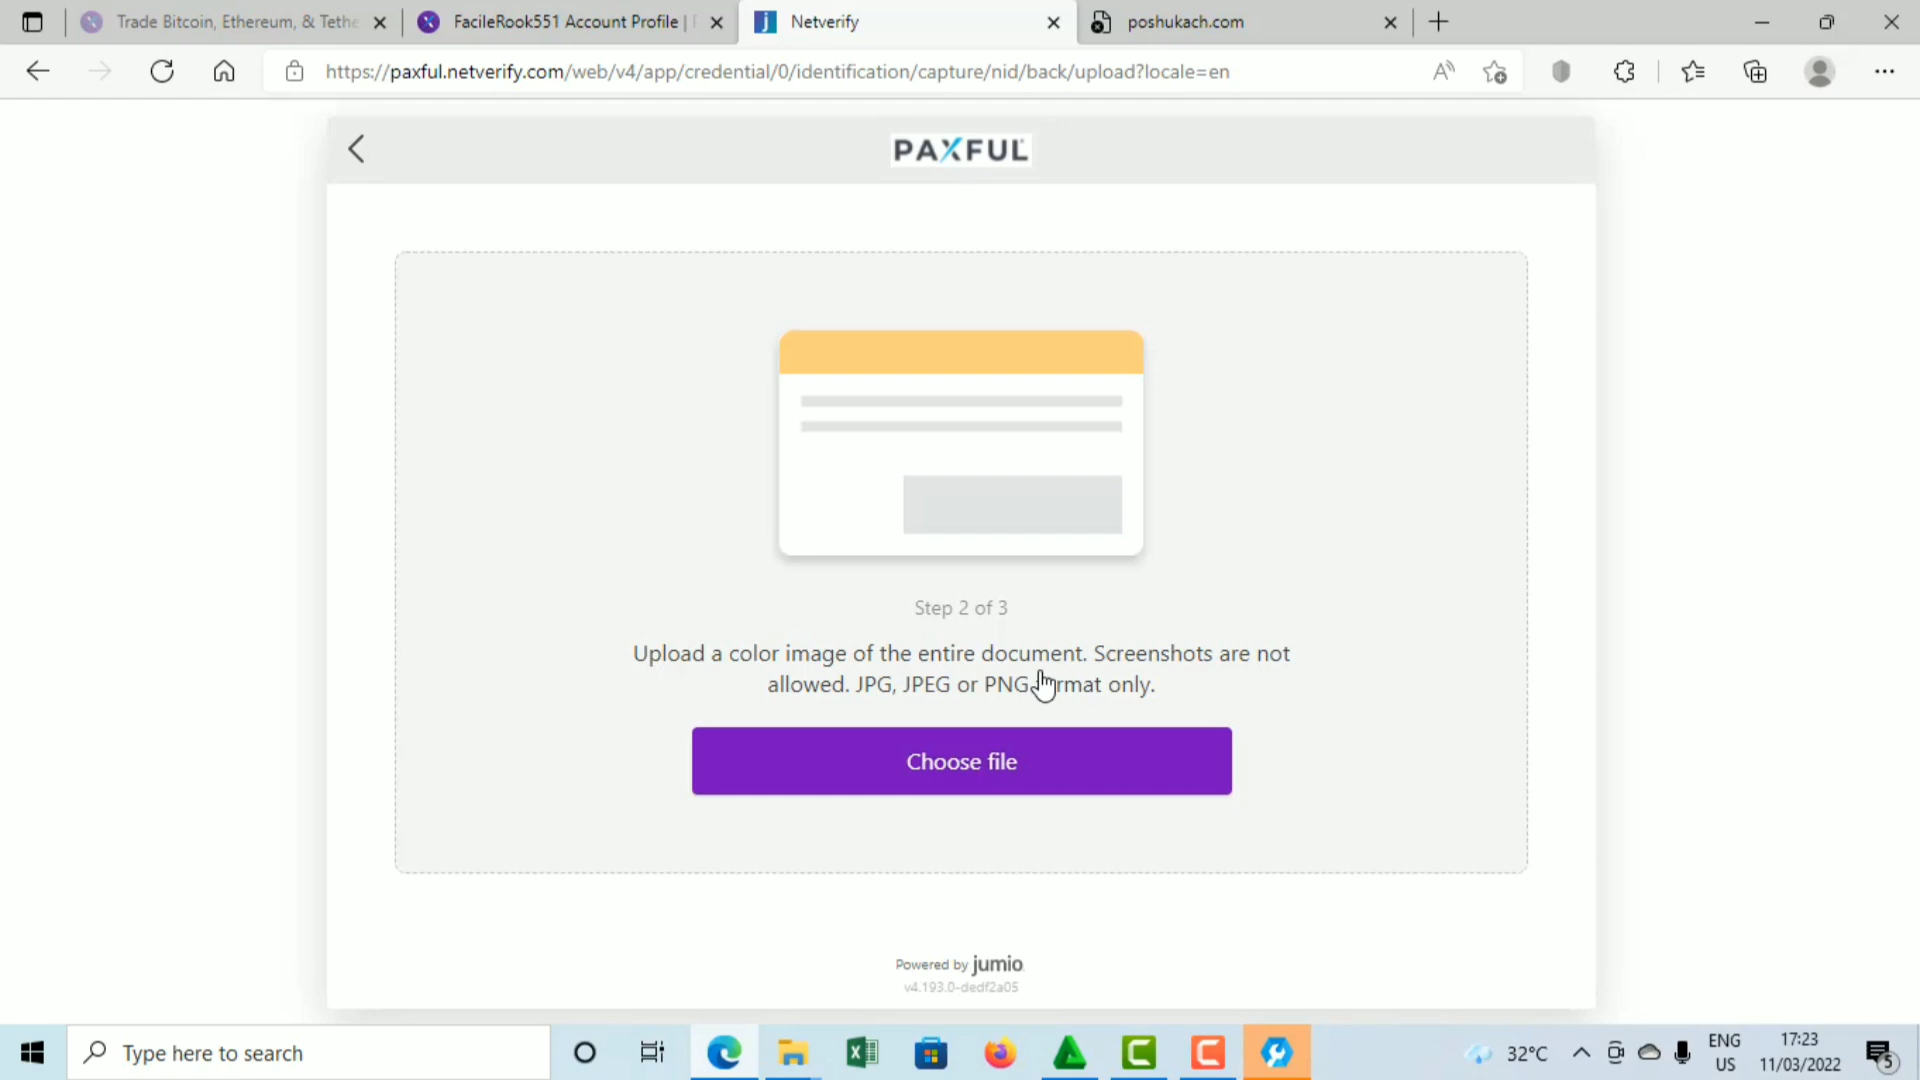 Trade Bitcoin, Ethereum, & Tethe
FacileRook551 Account Profile |
Netverify
poshukach.com
https://paxful.netverify.com/web/v4/app/credential/0/identification/capture/nid/back/upload?locale=en
PAXFUL
Step 2 of 3
Upload a color image of the entire document. Screenshots are not
allowed. JPG, JPEG or PNG format only.
Choose file
Powered by jumio
v4.193.0-dedf2a05
Type here to search
32°C
ENG
US
17:23
11/03/2022
5